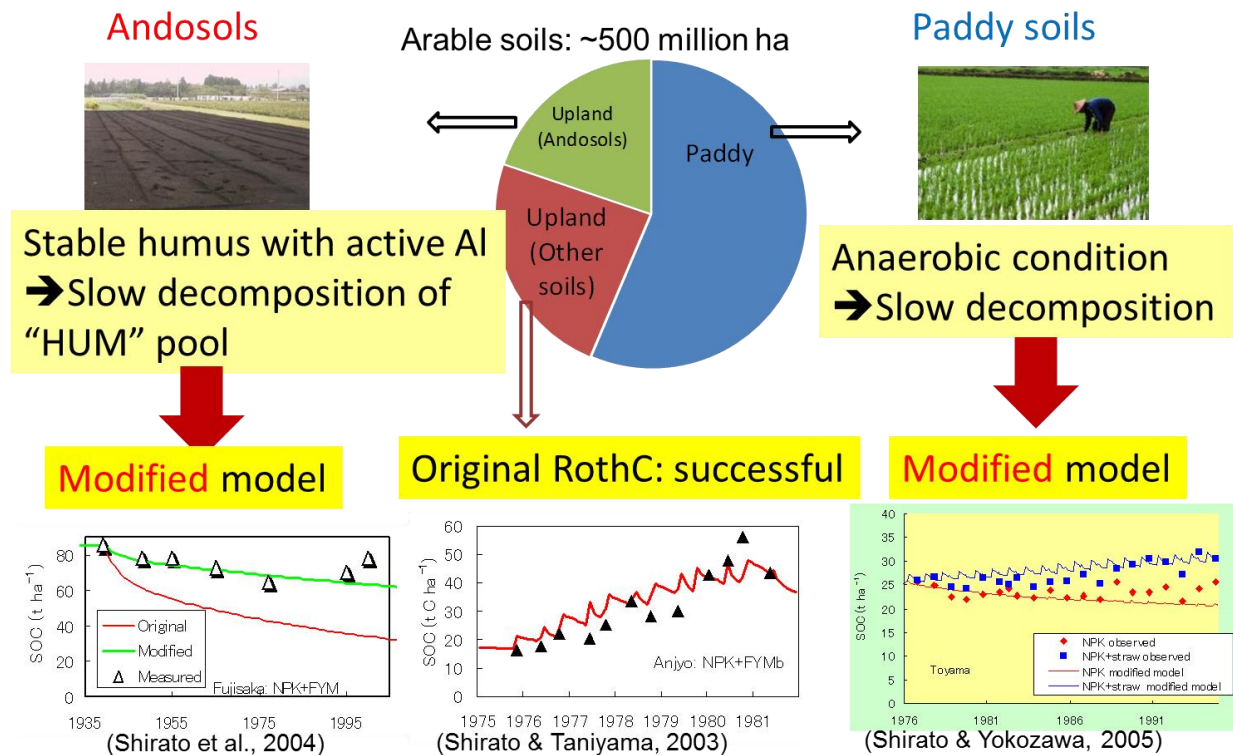 Andosols
Arable soils: ~500 million ha
Paddy soils
Upland
(Andosols)
Paddy
Upland
(Other
soils)
Stable humus with active Al
➔Slow decomposition of
“HUM” pool
Anaerobic condition
➔Slow decomposition
Modified model
Original RothC: successful
Modified model
SOC (t ha⁻¹)
80
60
40
20
0
Original
Modified
Measured
Fujisaka: NPK+FYM
1935 1955 1975 1995
(Shirato et al., 2004)
SOC (t C ha⁻¹)
60
50
40
30
20
10
0
Anjyo: NPK+FYMb
1975 1976 1977 1978 1979 1980 1981
(Shirato & Taniyama, 2003)
SOC (t ha⁻¹)
40
35
30
25
20
15
10
5
0
Toyama
NPK observed
NPK+straw observed
NPK modified model
NPK+straw modified model
1976 1981 1986 1991
(Shirato & Yokozawa, 2005)